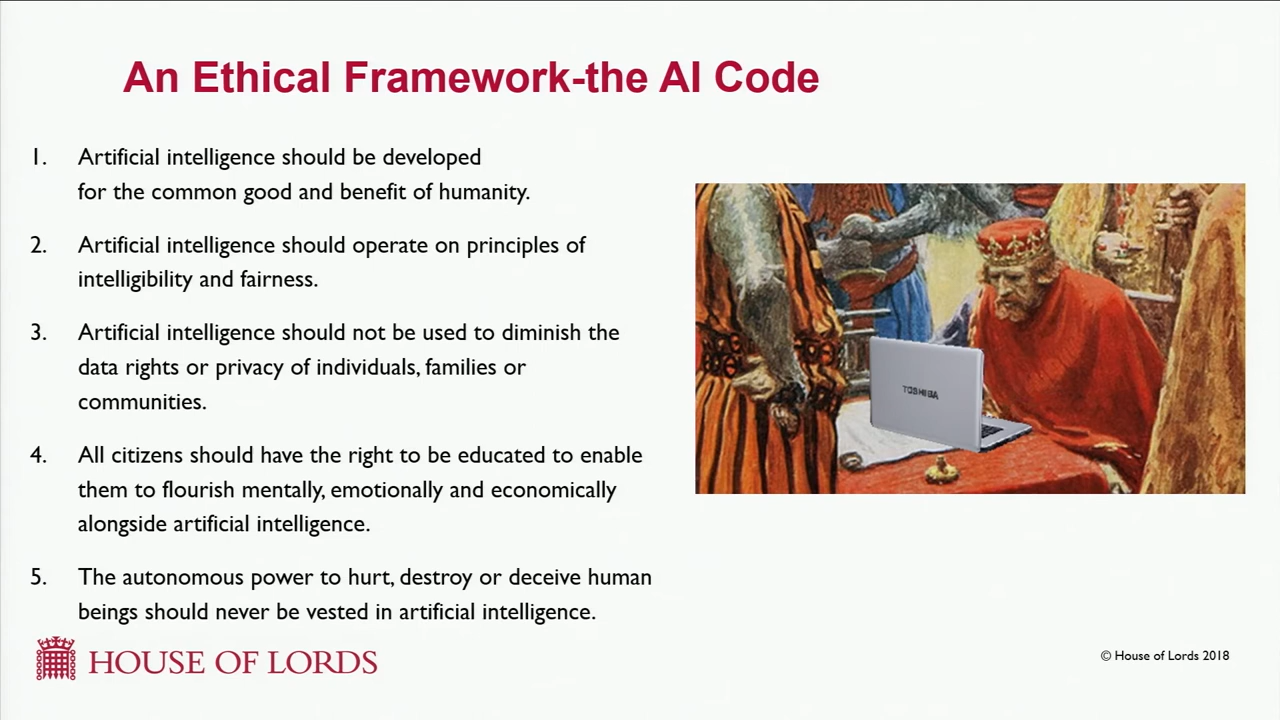 An Ethical Framework-the AI Code
1. Artificial intelligence should be developed
for the common good and benefit of humanity.
2. Artificial intelligence should operate on principles of
intelligibility and fairness.
3. Artificial intelligence should not be used to diminish the
data rights or privacy of individuals, families or
communities.
4. All citizens should have the right to be educated to enable
them to flourish mentally, emotionally and economically
alongside artificial intelligence.
5. The autonomous power to hurt, destroy or deceive human
beings should never be vested in artificial intelligence.
TOSHIBA
HOUSE OF LORDS
© House of Lords 2018